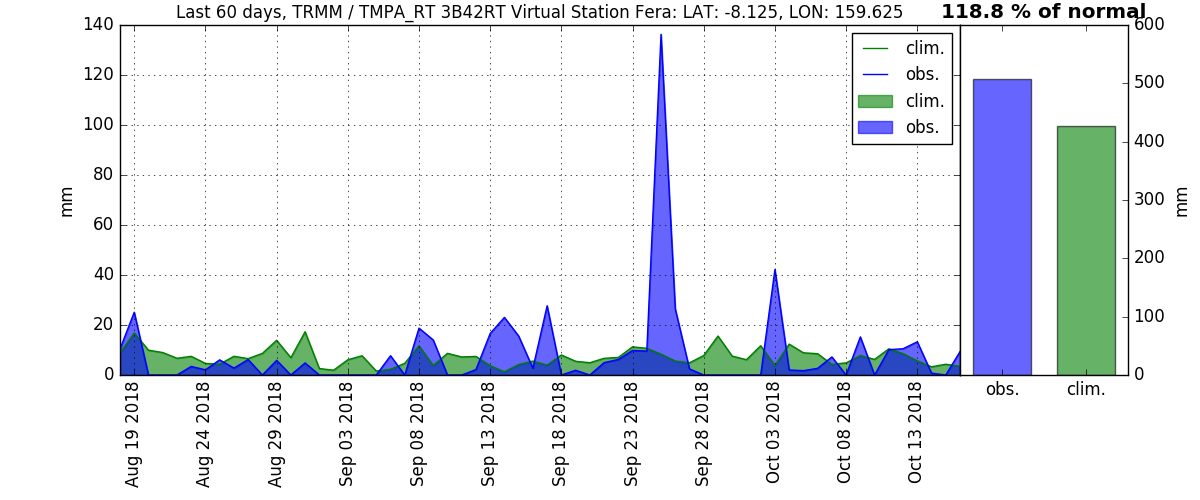 Last 60 days, TRMM / TMPA_RT 3B42RT Virtual Station Fera: LAT: -8.125, LON: 159.625
118.8 % of normal
140
120
100
80
60
40
20
0
mm
clim.
obs.
clim.
obs.
600
500
400
300
200
100
0
mm
obs.
clim.
Aug 19 2018
Aug 24 2018
Aug 29 2018
Sep 03 2018
Sep 08 2018
Sep 13 2018
Sep 18 2018
Sep 23 2018
Sep 28 2018
Oct 03 2018
Oct 08 2018
Oct 13 2018